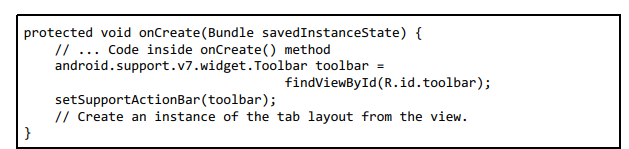 protected void onCreate(Bundle savedInstanceState) {
    // ... Code inside onCreate() method
    android.support.v7.widget.Toolbar toolbar =
                                  findViewById(R.id.toolbar);
    setSupportActionBar(toolbar);
    // Create an instance of the tab layout from the view.
}